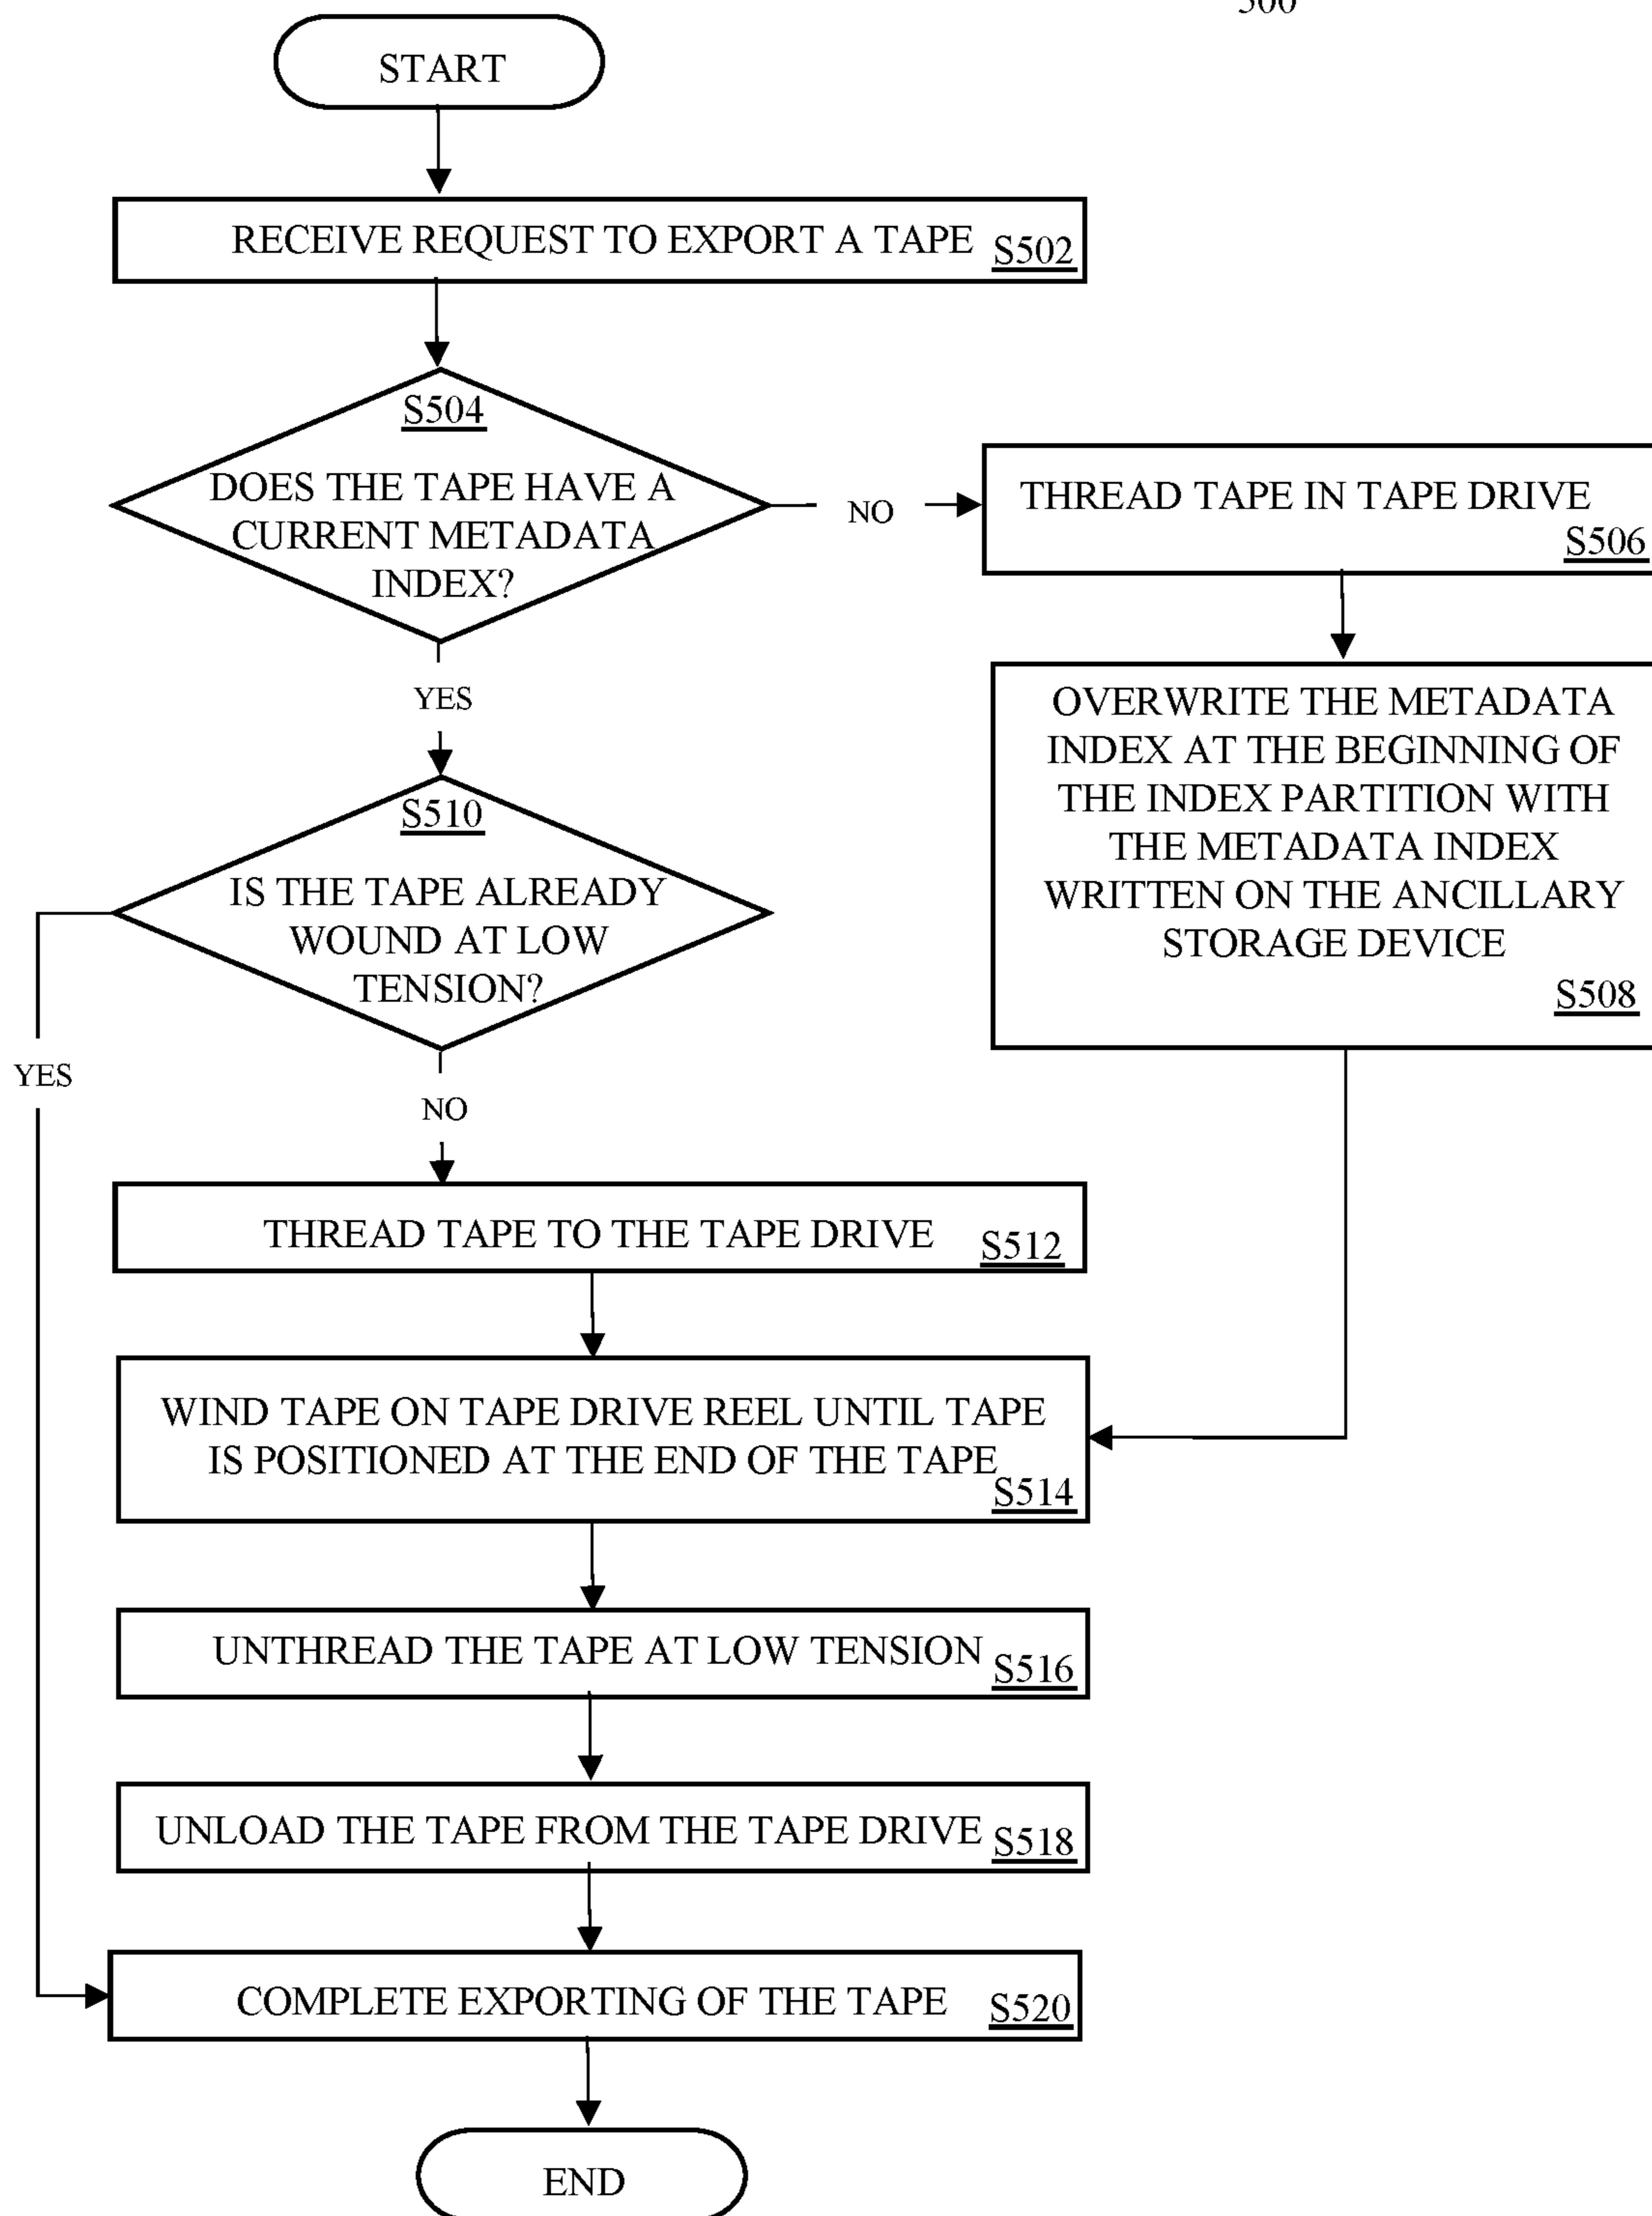 500
START
RECEIVE REQUEST TO EXPORT A TAPE S502
S504
DOES THE TAPE HAVE A
CURRENT METADATA
INDEX?
NO
THREAD TAPE IN TAPE DRIVE
S506
YES
OVERWRITE THE METADATA
INDEX AT THE BEGINNING OF
THE INDEX PARTITION WITH
THE METADATA INDEX
WRITTEN ON THE ANCILLARY
STORAGE DEVICE
S508
S510
IS THE TAPE ALREADY
WOUND AT LOW
TENSION?
YES
NO
THREAD TAPE TO THE TAPE DRIVE S512
WIND TAPE ON TAPE DRIVE REEL UNTIL TAPE
IS POSITIONED AT THE END OF THE TAPE
S514
UNTHREAD THE TAPE AT LOW TENSION S516
UNLOAD THE TAPE FROM THE TAPE DRIVE S518
COMPLETE EXPORTING OF THE TAPE S520
END